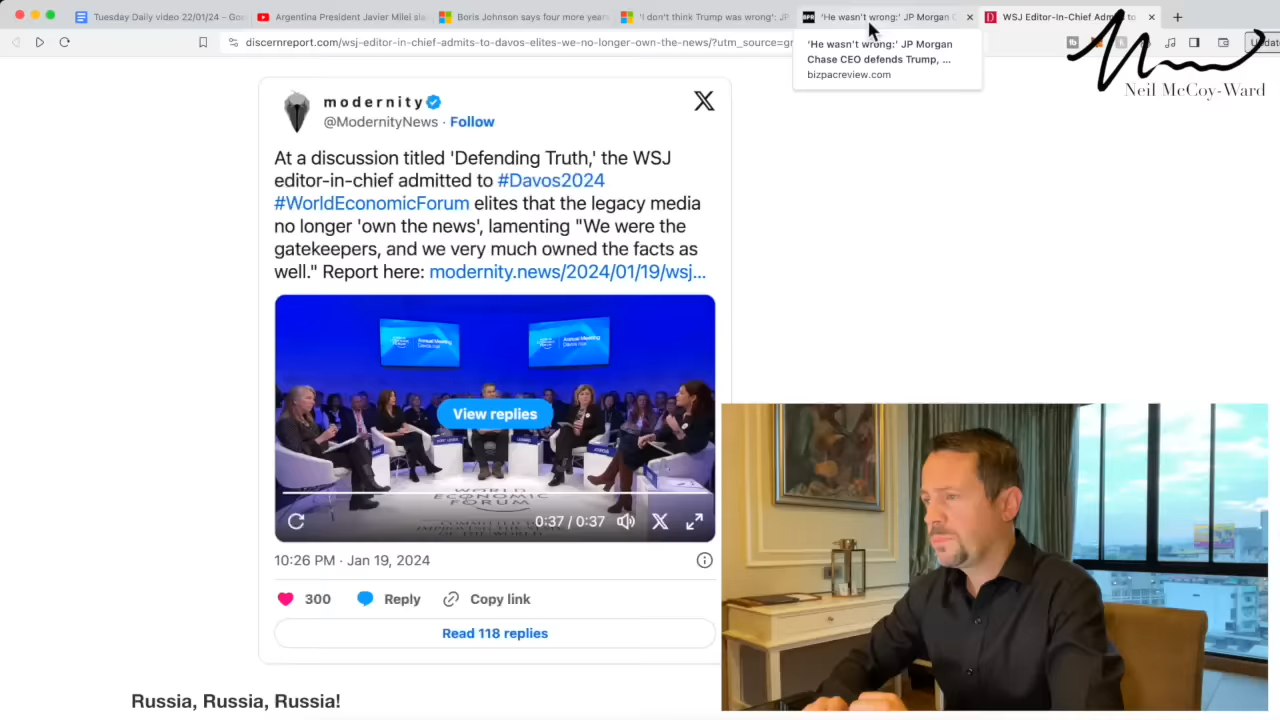 Tuesday Daily video 22/01/24 - Goo
Argentina President Javier Milei slam
Boris Johnson says four more year
'I don't think Trump was wrong': JP
'He wasn't wrong:' JP Morgan C
WSJ Editor-In-Chief Admits to
discernreport.com/wsj-editor-in-chief-admits-to-davos-elites-we-no-longer-own-the-news/?utm_source=gr
'He wasn't wrong:' JP Morgan
Chase CEO defends Trump, ...
bizpacreview.com
Neil McCoy-Ward
modernity
@ModernityNews · Follow
At a discussion titled 'Defending Truth,' the WSJ
editor-in-chief admitted to #Davos2024
#WorldEconomicForum elites that the legacy media
no longer 'own the news', lamenting "We were the
gatekeepers, and we very much owned the facts as
well." Report here: modernity.news/2024/01/19/wsj...
View replies
WORLD
ECONOMIC
FORUM
0:37 / 0:37
10:26 PM · Jan 19, 2024
300
Reply
Copy link
Read 118 replies
Russia, Russia, Russia!